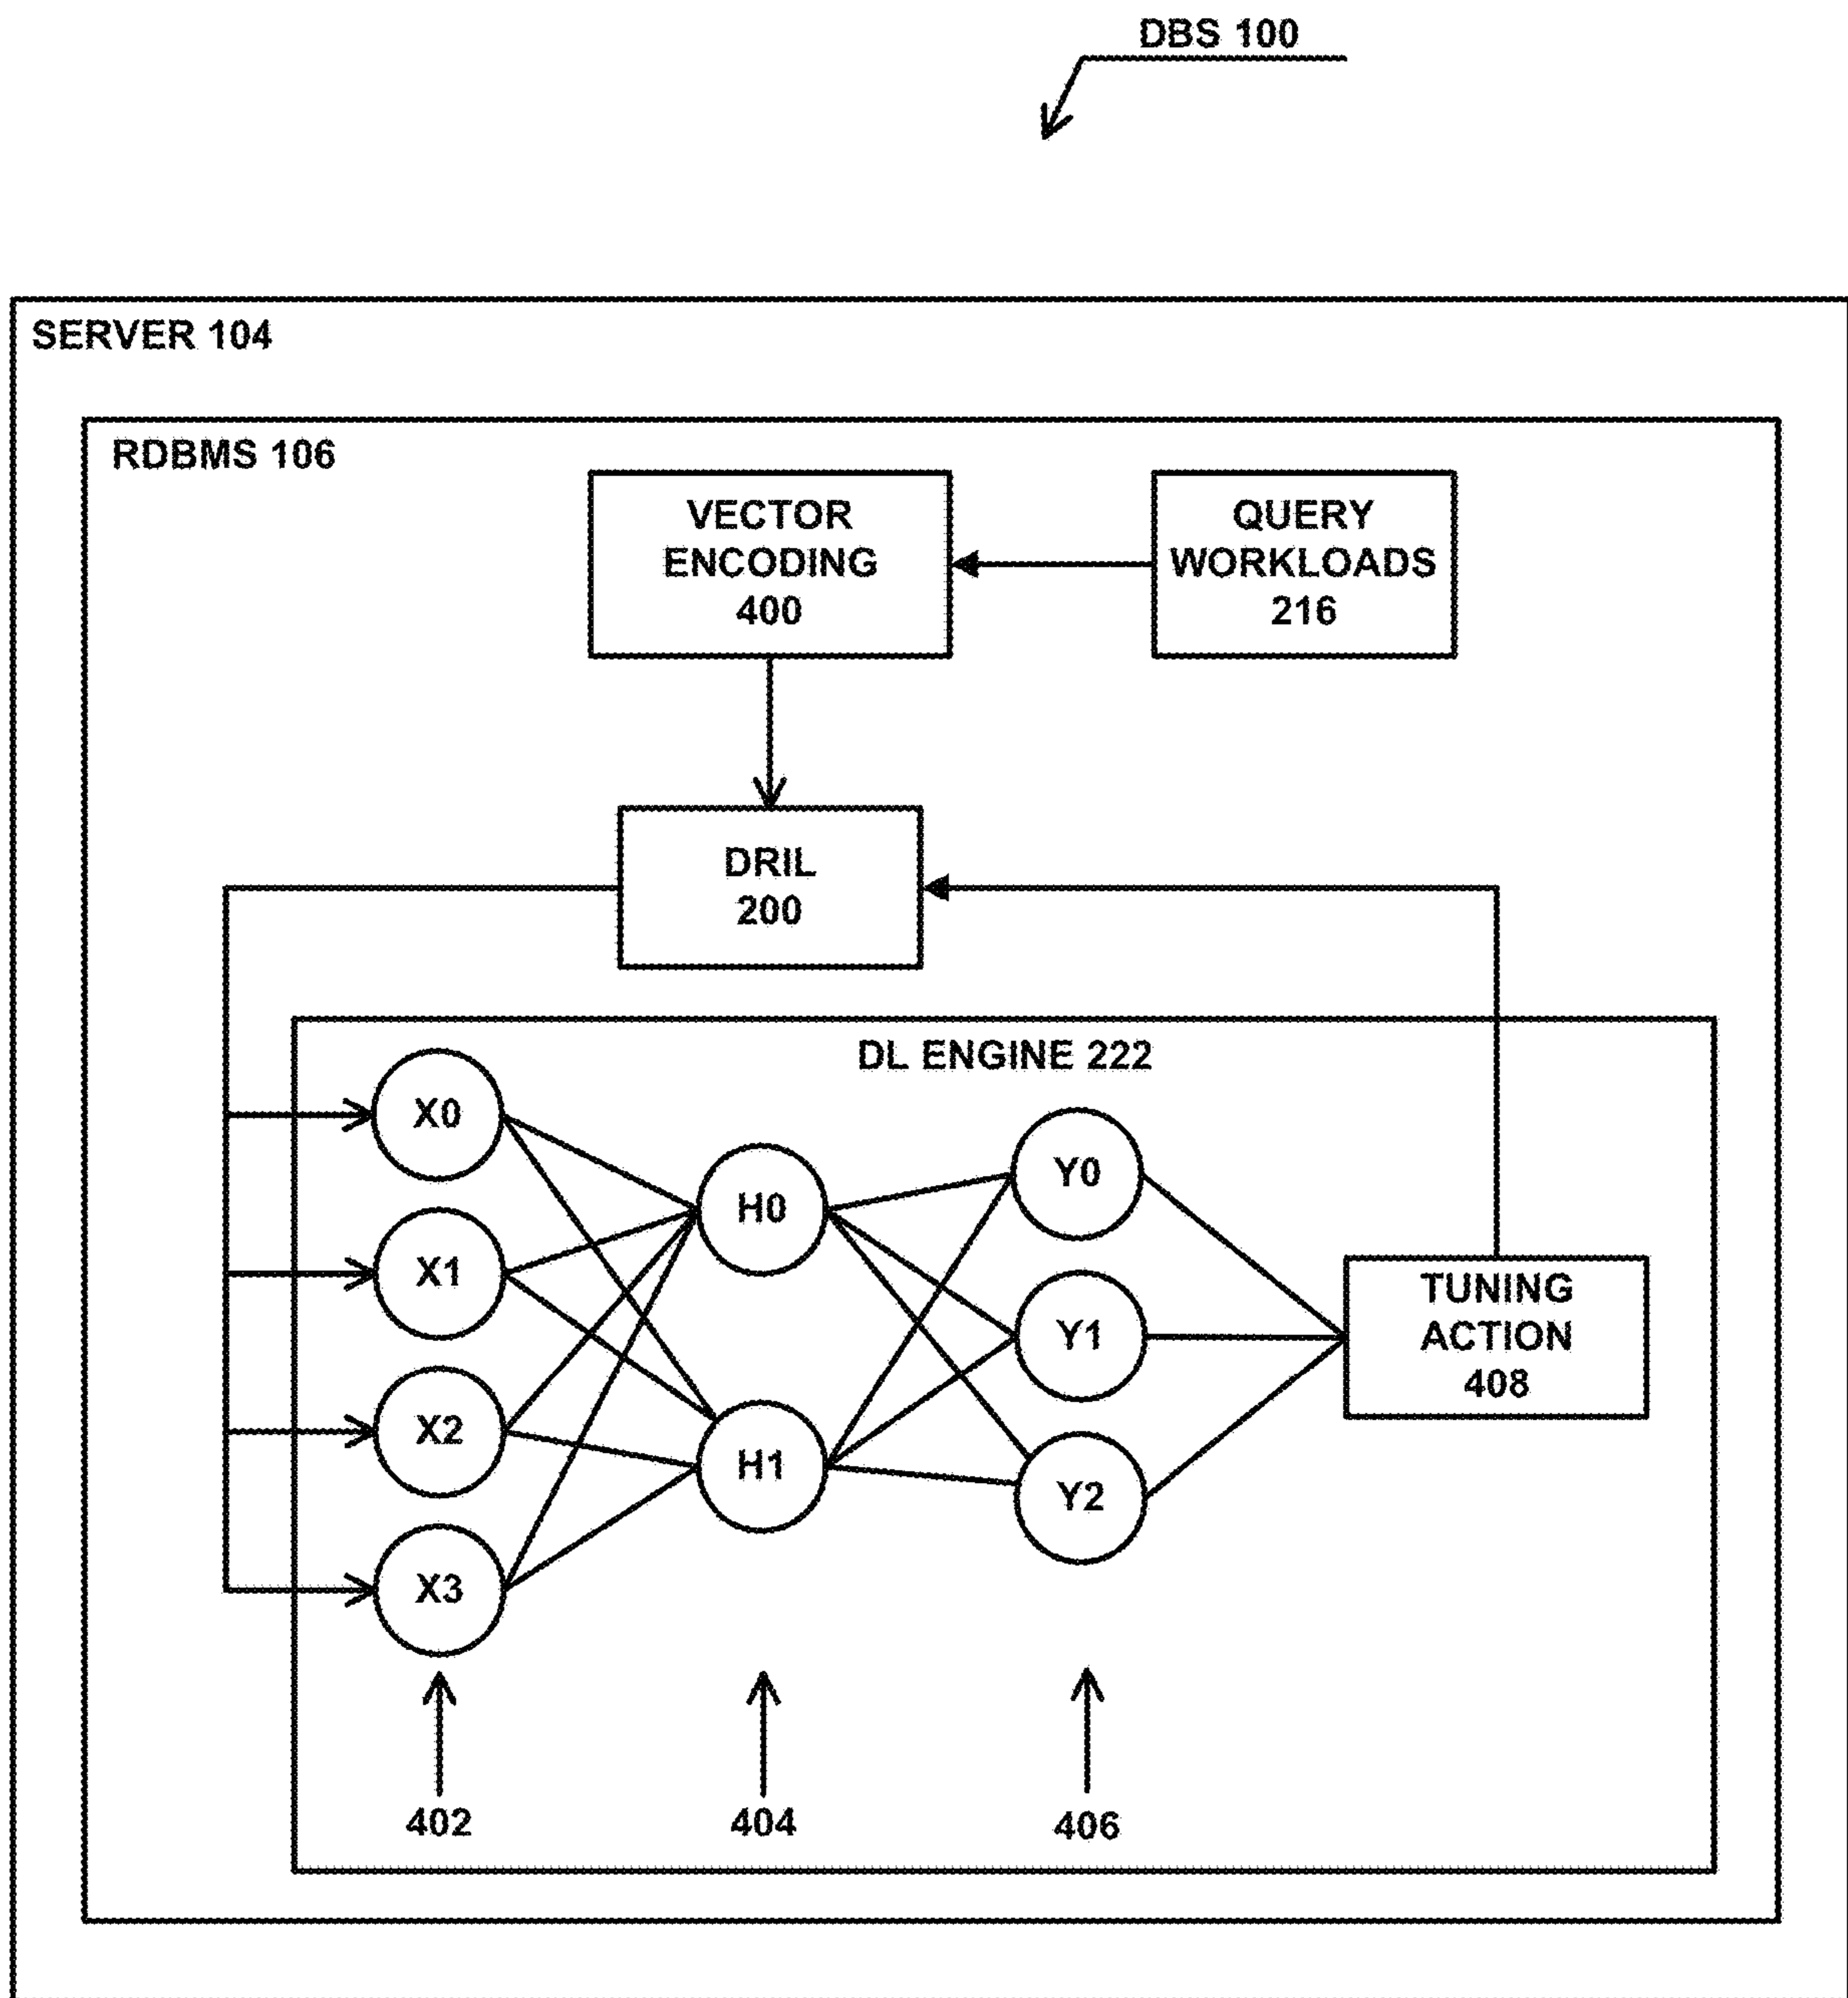 DBS 100
SERVER 104
RDBMS 106
VECTOR
ENCODING
400
QUERY
WORKLOADS
216
DRIL
200
DL ENGINE 222
X0
X1
X2
X3
H0
H1
Y0
Y1
Y2
TUNING
ACTION
408
402
404
406